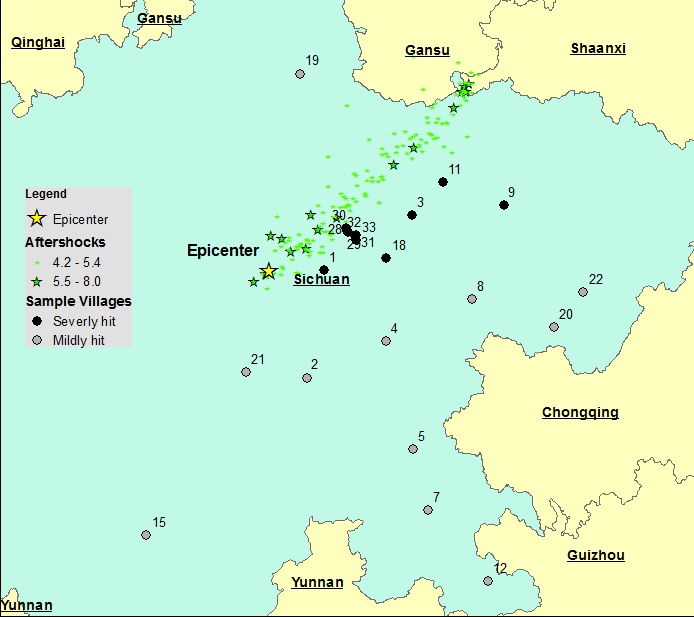 Gansu
Qinghai
Gansu
Shaanxi
19
11
9
Legend
Epicenter
Aftershocks
4.2 - 5.4
5.5 - 8.0
Sample Villages
Severly hit
Mildly hit
3
30
32
28
33
29
31
Epicenter
1
18
Sichuan
8
22
20
4
21
2
Chongqing
5
7
15
12
Guizhou
Yunnan
Yunnan